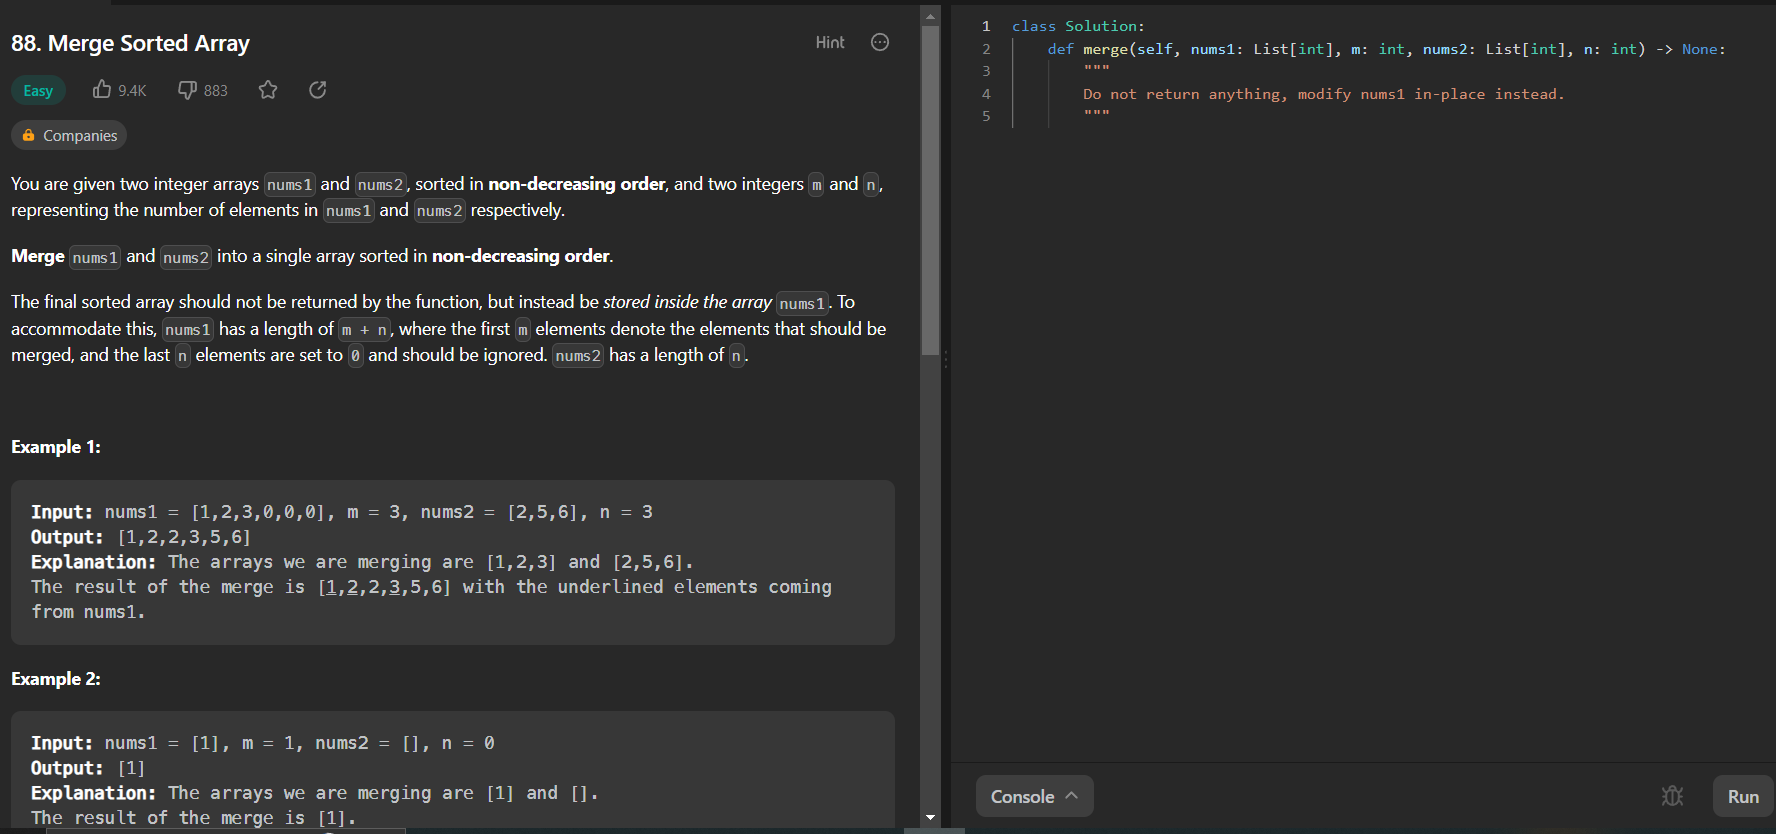 88. Merge Sorted Array
Hint
Easy
9.4K
883
Companies
You are given two integer arrays nums1 and nums2, sorted in non-decreasing order, and two integers m and n,
representing the number of elements in nums1 and nums2 respectively.
Merge nums1 and nums2 into a single array sorted in non-decreasing order.
The final sorted array should not be returned by the function, but instead be stored inside the array nums1. To
accommodate this, nums1 has a length of m + n, where the first m elements denote the elements that should be
merged, and the last n elements are set to 0 and should be ignored. nums2 has a length of n.
Example 1:
Input: nums1 = [1,2,3,0,0,0], m = 3, nums2 = [2,5,6], n = 3
Output: [1,2,2,3,5,6]
Explanation: The arrays we are merging are [1,2,3] and [2,5,6].
The result of the merge is [1,2,2,3,5,6] with the underlined elements coming
from nums1.
Example 2:
Input: nums1 = [1], m = 1, nums2 = [], n = 0
Output: [1]
Explanation: The arrays we are merging are [1] and [].
The result of the merge is [1].
1 class Solution:
2 def merge(self, nums1: List[int], m: int, nums2: List[int], n: int) -> None:
3 """
4 Do not return anything, modify nums1 in-place instead.
5 """
Console
Run